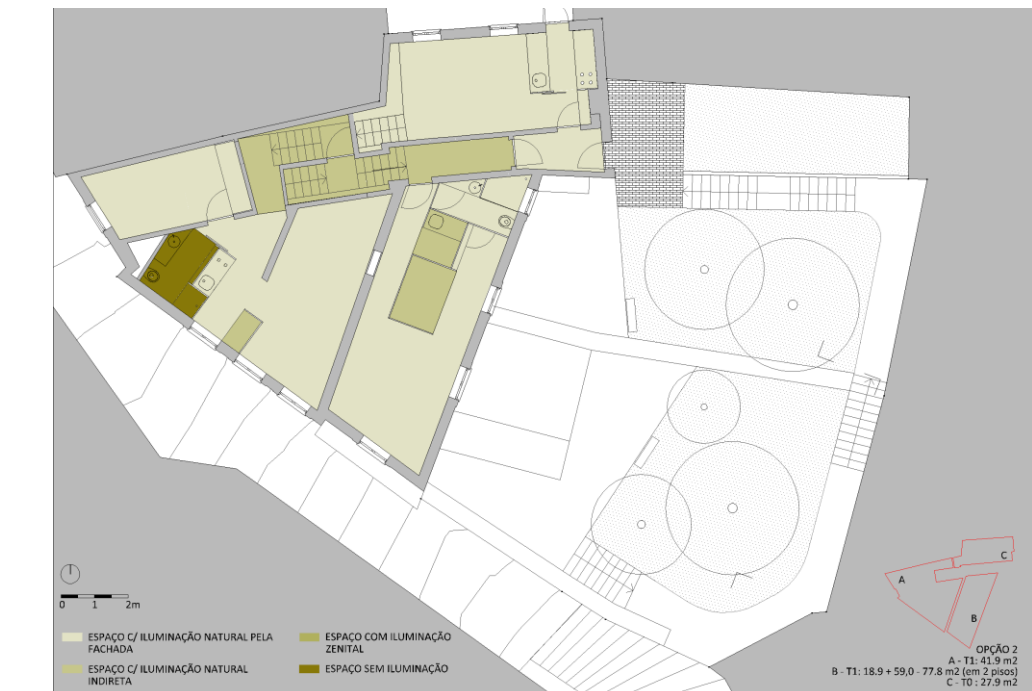 0 1 2m
ESPAÇO C/ ILUMINAÇÃO NATURAL PELA
FACHADA
ESPAÇO C/ ILUMINAÇÃO NATURAL
INDIRETA
ESPAÇO COM ILUMINAÇÃO
ZENITAL
ESPAÇO SEM ILUMINAÇÃO
A
B
C
OPÇÃO 2
A - T1: 41.9 m2
B - T1: 18.9 + 59,0 - 77.8 m2 (em 2 pisos)
C - T0 : 27.9 m2